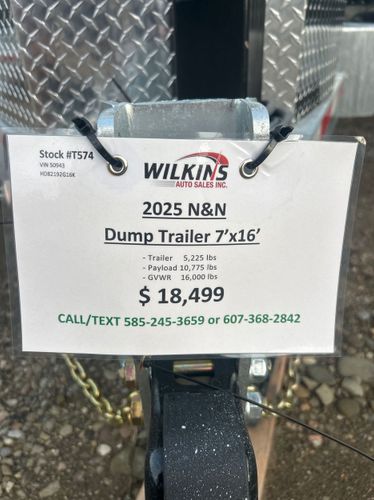 Stock #T574
VIN 50943
HD82192G16K
WILKINS
AUTO SALES INC.
2025 N&N
Dump Trailer 7'x16'
- Trailer 5,225 lbs
- Payload 10,775 lbs
- GVWR 16,000 lbs
$ 18,499
CALL/TEXT 585-245-3659 or 607-368-2842